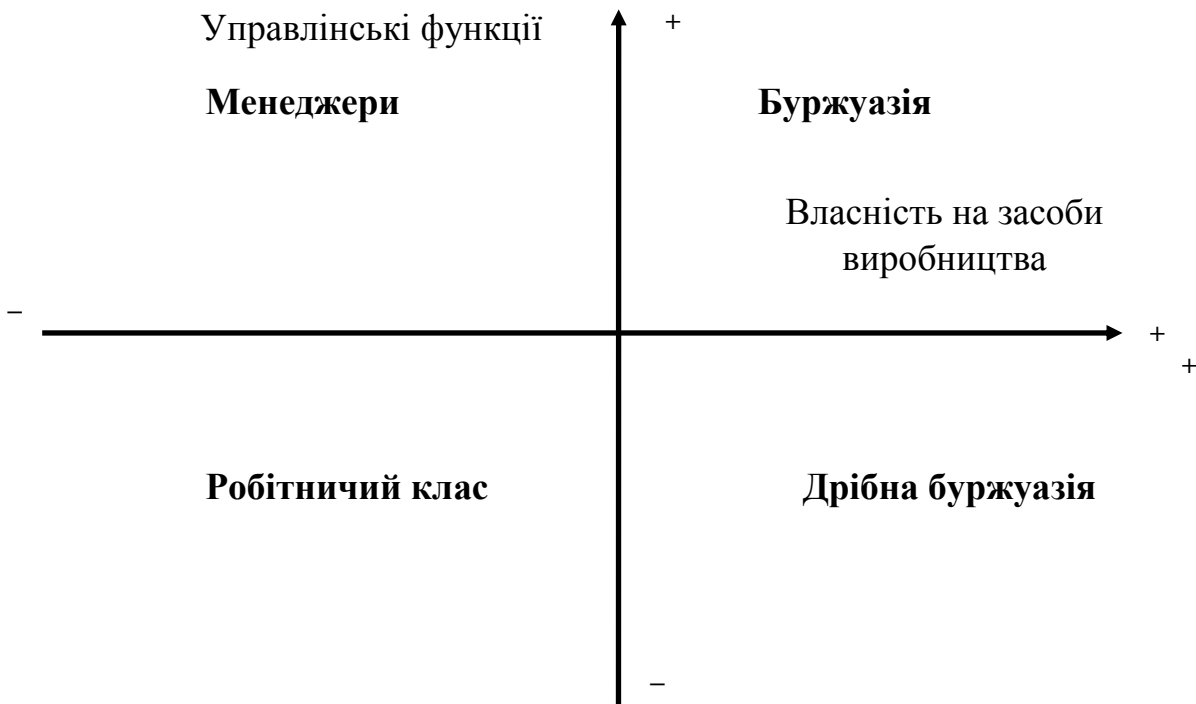 Управлінські функції
+
Менеджери
Буржуазія
Власність на засоби
виробництва
–
+
+
Робітничий клас
Дрібна буржуазія
–